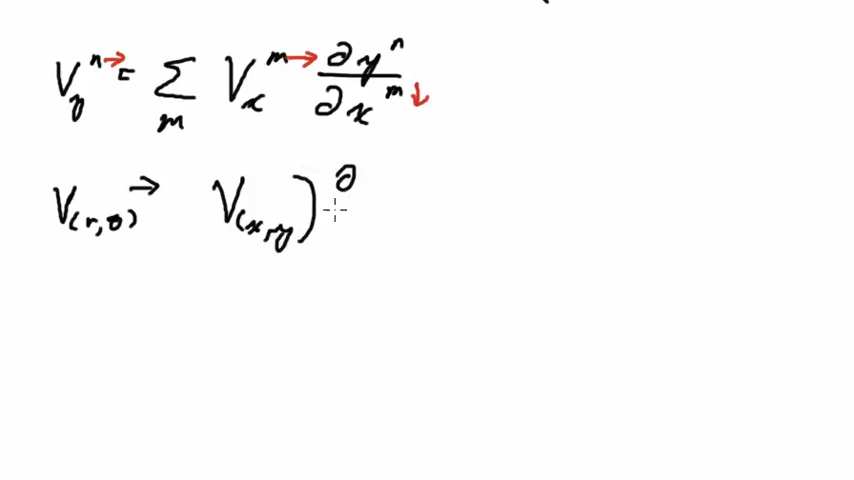 V_y^{n→} = Σ_m V_x^{m→} ∂y^n/∂x^m ↓
V_{(r,θ)} → V_{(x,y)} ) ∂